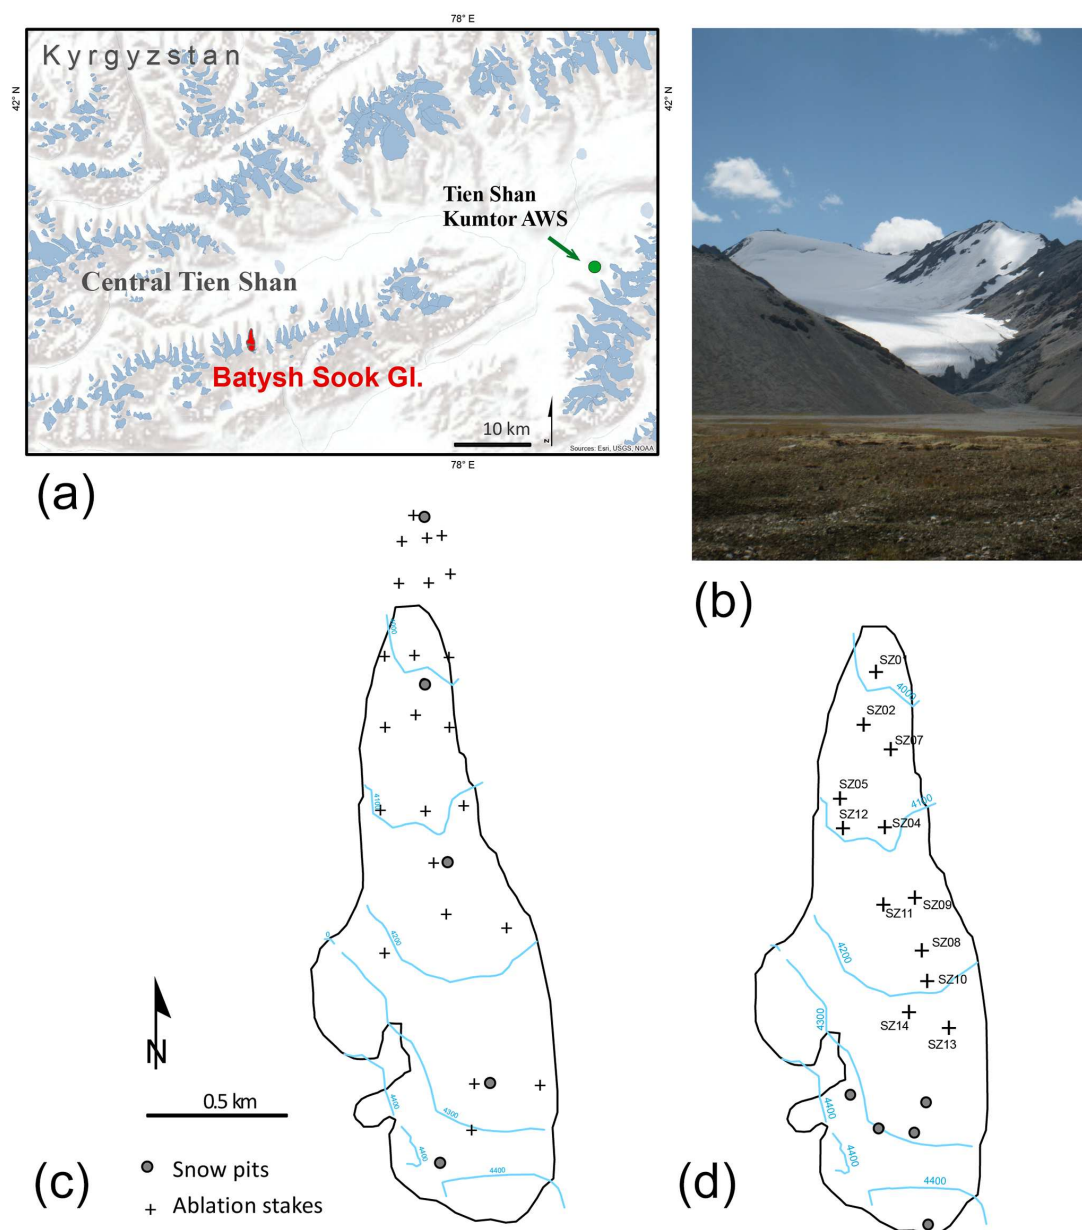 78° E
Kyrgyzstan
42° N
42° N
Tien Shan
Kumtor AWS
Central Tien Shan
Batysh Sook Gl.
10 km
N
Sources: Esri, USGS, NOAA
78° E
(a)
(b)
4100
4200
4300
4400
4400
4400
N
0.5 km
Snow pits
Ablation stakes
(c)
SZ01
4000
SZ02
SZ07
SZ05
4100
SZ12
SZ04
SZ09
SZ11
4200
SZ08
SZ10
4300
SZ14
SZ13
4400
4400
4400
(d)